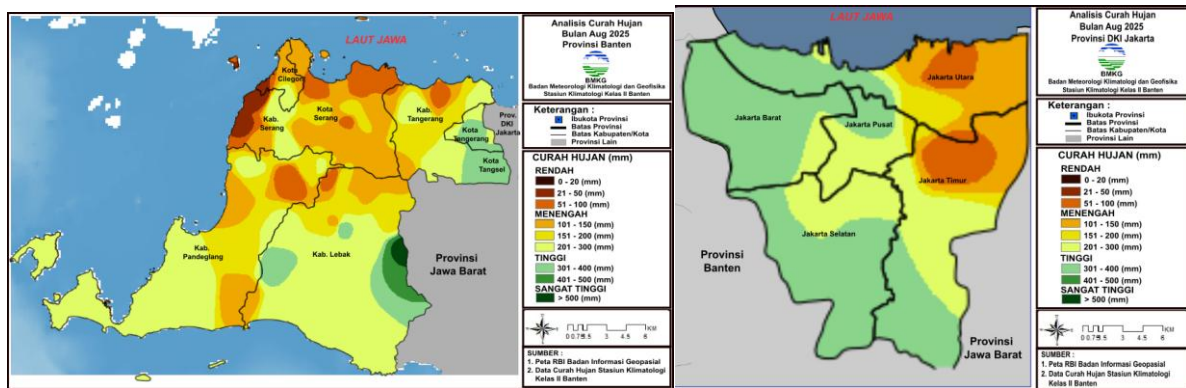 LAUT JAWA
Kota
Cilegon
Kab.
Serang
Kota
Serang
Kab.
Tangerang
Kota
Tangerang
Kota
Tangsel
Prov.
DKI
Jakarta
Kab.
Pandeglang
Kab. Lebak
Provinsi
Jawa Barat
Analisis Curah Hujan
Bulan Aug 2025
Provinsi Banten
BMKG
Badan Meteorologi Klimatologi dan Geofisika
Stasiun Klimatologi Kelas II Banten
Keterangan :
Ibukota Provinsi
Batas Provinsi
Batas Kabupaten/Kota
Provinsi Lain
CURAH HUJAN (mm)
RENDAH
0 - 20 (mm)
21 - 50 (mm)
51 - 100 (mm)
MENENGAH
101 - 150 (mm)
151 - 200 (mm)
201 - 300 (mm)
TINGGI
301 - 400 (mm)
401 - 500 (mm)
SANGAT TINGGI
> 500 (mm)
KM
SUMBER :
1. Peta RBI Badan Informasi Geopasial
2. Data Curah Hujan Stasiun Klimatologi
Kelas II Banten
LAUT JAWA
Jakarta Utara
Jakarta Barat
Jakarta Pusat
Jakarta Timur
Jakarta Selatan
Provinsi
Banten
Provinsi
Jawa Barat
Analisis Curah Hujan
Bulan Aug 2025
Provinsi DKI Jakarta
BMKG
Badan Meteorologi Klimatologi dan Geofisika
Stasiun Klimatologi Kelas II Banten
Keterangan :
Ibukota Provinsi
Batas Provinsi
Batas Kabupaten/Kota
Provinsi Lain
CURAH HUJAN (mm)
RENDAH
0 - 20 (mm)
21 - 50 (mm)
51 - 100 (mm)
MENENGAH
101 - 150 (mm)
151 - 200 (mm)
201 - 300 (mm)
TINGGI
301 - 400 (mm)
401 - 500 (mm)
SANGAT TINGGI
> 500 (mm)
KM
SUMBER :
1. Peta RBI Badan Informasi Geopasial
2. Data Curah Hujan Stasiun Klimatologi
Kelas II Banten